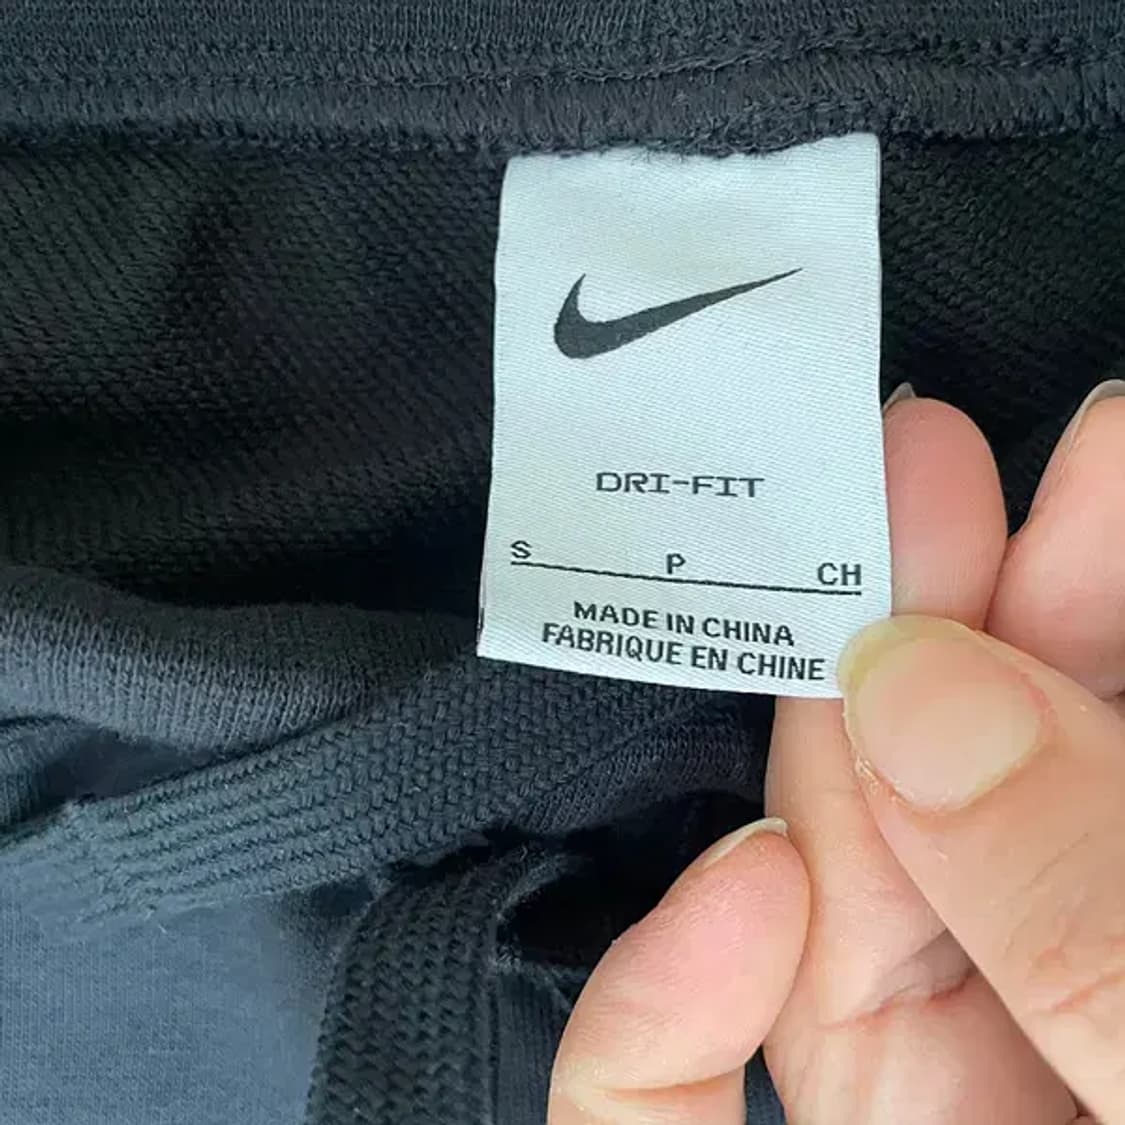 DRI-FIT
S P CH
MADE IN CHINA
FABRIQUE EN CHINE